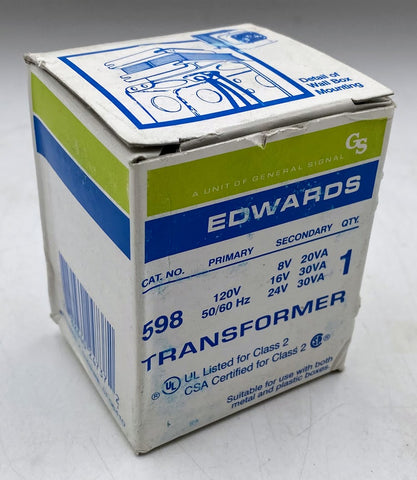 Detail of
Wall Box
Mounting
GS
A UNIT OF GENERAL SIGNAL
EDWARDS
CAT. NO. PRIMARY SECONDARY QTY.
598 120V 50/60 Hz 8V 20VA 1
16V 30VA
24V 30VA
TRANSFORMER
UL Listed for Class 2
CSA Certified for Class 2
Suitable for use with both
metal and plastic boxes.